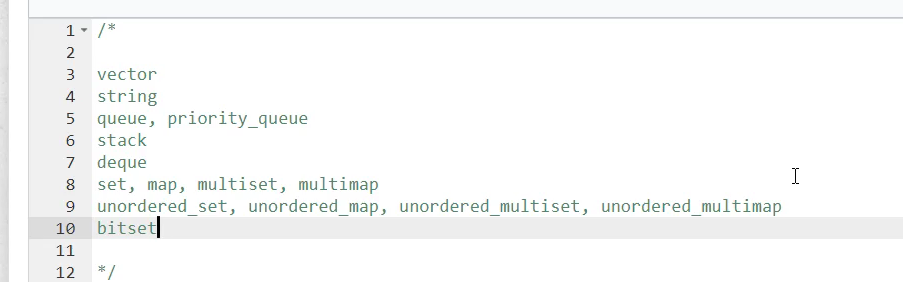 1 /*
2
3 vector
4 string
5 queue, priority_queue
6 stack
7 deque
8 set, map, multiset, multimap
9 unordered_set, unordered_map, unordered_multiset, unordered_multimap
10 bitset
11
12 */